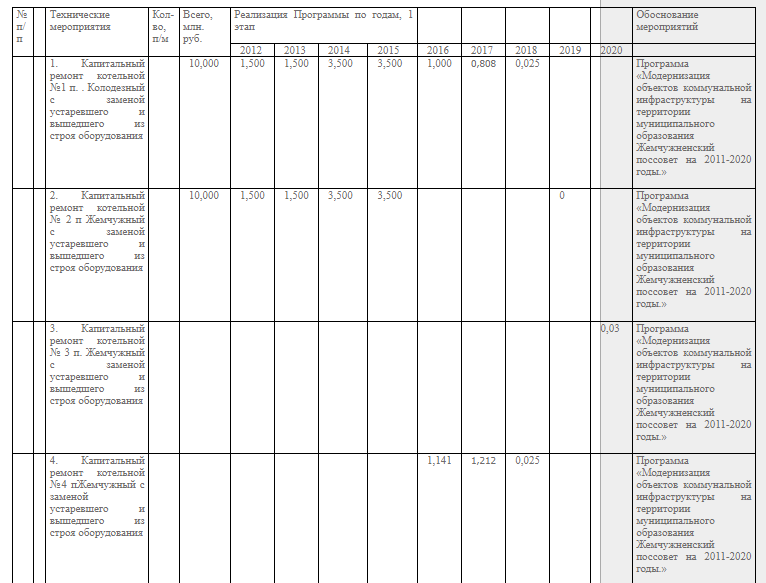 № п/п Технические мероприятия Кол-во, п/м Всего, млн. руб. Реализация Программы по годам, 1 этап Обоснование мероприятий
2012 2013 2014 2015 2016 2017 2018 2019 2020
1. Капитальный 10,000 1,500 1,500 3,500 3,500 1,000 0,808 0,025 Программа
ремонт котельной «Модернизация
№1 п. . Колодезный объектов коммунальной
с заменой инфраструктуры на
устаревшего и территории
вышедшего из муниципального
строя оборудования образования
Жемчужненский
поссовет на 2011-2020
годы.»
2. Капитальный 10,000 1,500 1,500 3,500 3,500 0 Программа
ремонт котельной «Модернизация
№ 2 п Жемчужный объектов коммунальной
с заменой инфраструктуры на
устаревшего и территории
вышедшего из муниципального
строя оборудования образования
Жемчужненский
поссовет на 2011-2020
годы.»
3. Капитальный 0,03 Программа
ремонт котельной «Модернизация
№ 3 п. Жемчужный объектов коммунальной
с заменой инфраструктуры на
устаревшего и территории
вышедшего из муниципального
строя оборудования образования
Жемчужненский
поссовет на 2011-2020
годы.»
4. Капитальный 1,141 1,212 0,025 Программа
ремонт котельной «Модернизация
№4 пЖемчужный с объектов коммунальной
заменой инфраструктуры на
устаревшего и территории
вышедшего из муниципального
строя оборудования образования
Жемчужненский
поссовет на 2011-2020
годы.»